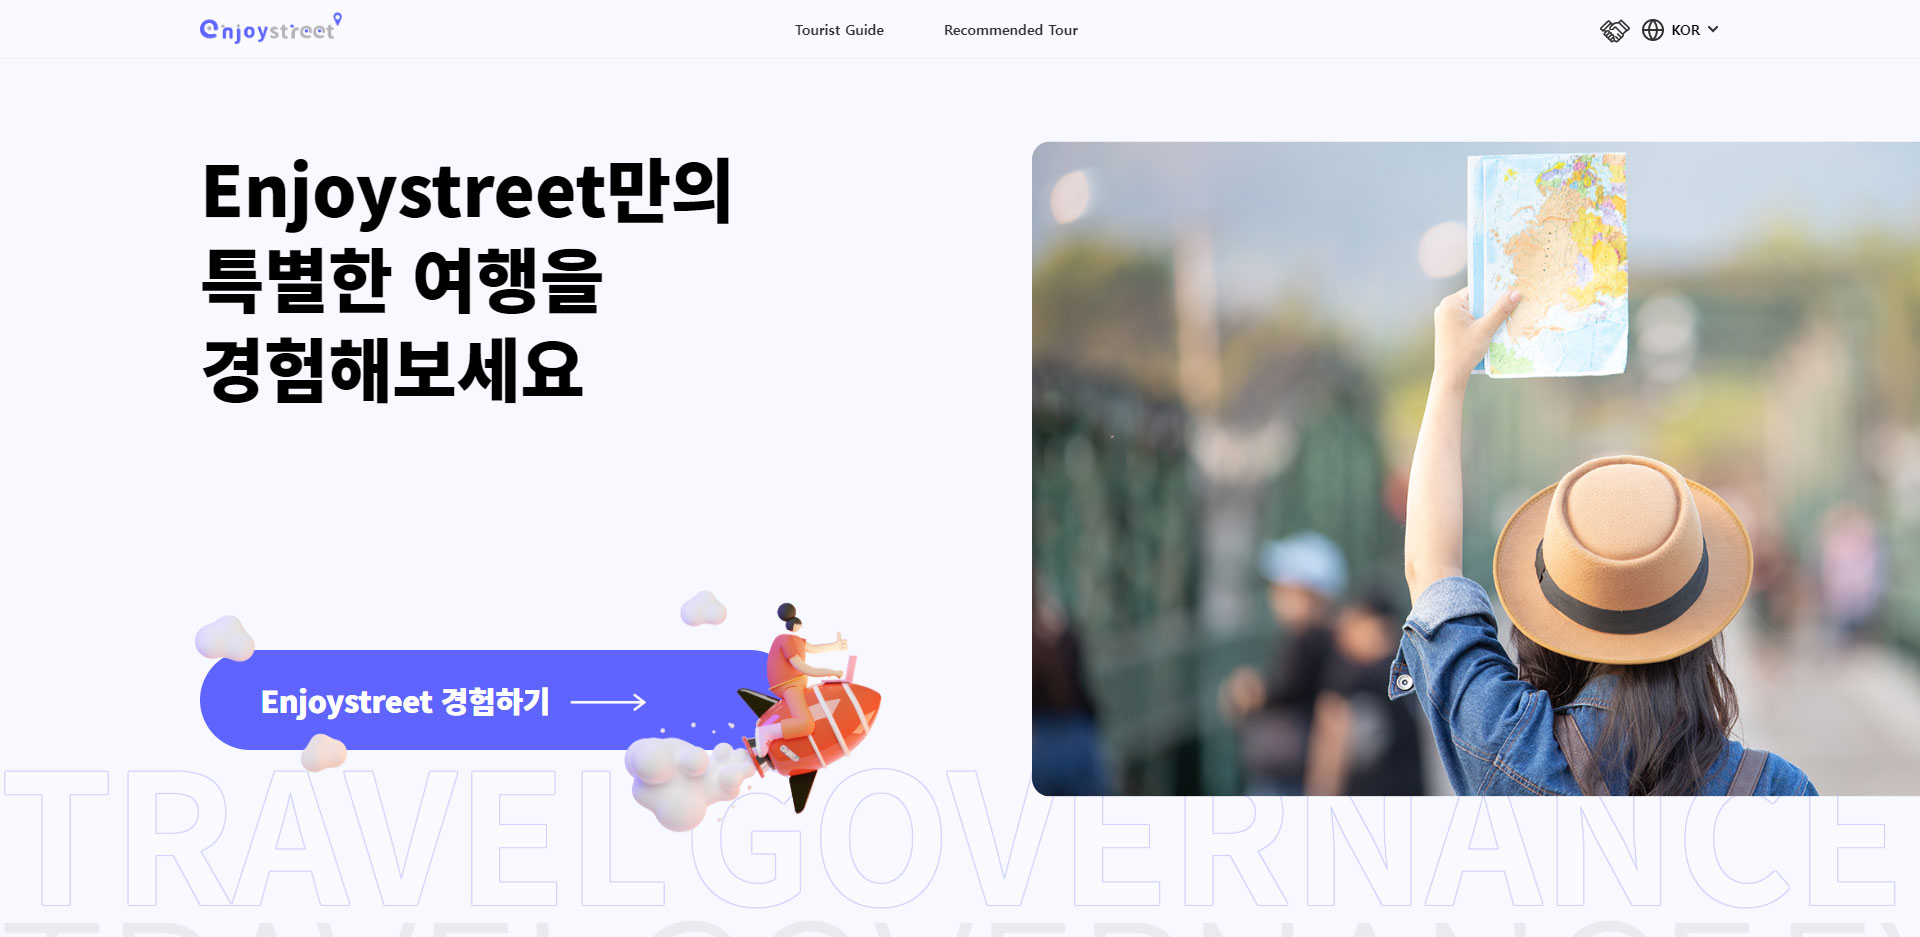 enjoystreet
Tourist Guide
Recommended Tour
KOR
Enjoystreet만의
특별한 여행을
경험해보세요
Enjoystreet 경험하기
TRAVEL GOVERNANCE
TRAVEL GOVERNANCE